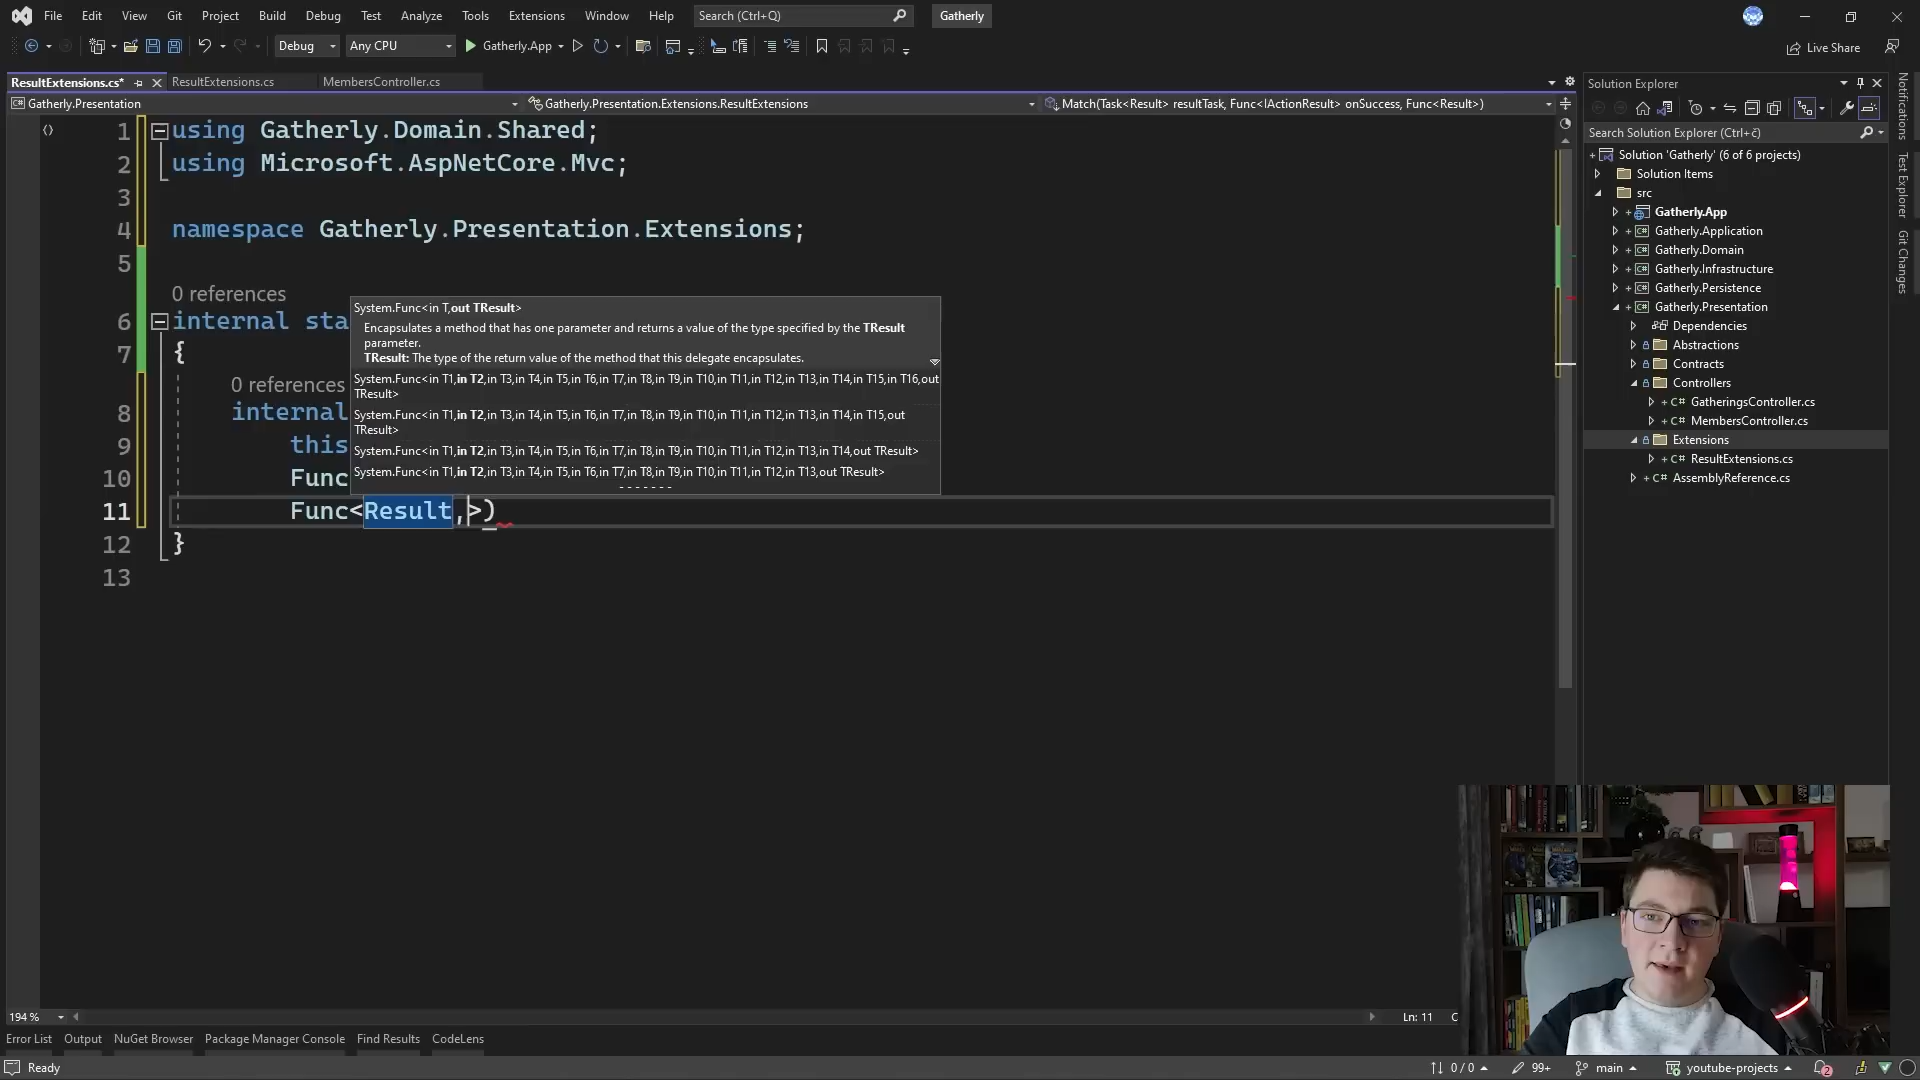 File Edit View Git Project Build Debug Test Analyze Tools Extensions Window Help Search (Ctrl+Q) Gatherly
Debug Any CPU Gatherly.App Live Share
ResultExtensions.cs* ResultExtensions.cs MembersController.cs
Gatherly.Presentation Gatherly.Presentation.Extensions.ResultExtensions Match(Task<Result> resultTask, Func<IActionResult> onSuccess, Func<Result>)
1 using Gatherly.Domain.Shared;
2 using Microsoft.AspNetCore.Mvc;
3
4 namespace Gatherly.Presentation.Extensions;
5
0 references
6 internal sta
7 {
0 references
8 internal
9 this
10 Func
11 Func<Result,>)
12 }
13
System.Func<in T,out TResult>
Encapsulates a method that has one parameter and returns a value of the type specified by the TResult
parameter.
TResult: The type of the return value of the method that this delegate encapsulates.
System.Func<in T1,in T2,in T3,in T4,in T5,in T6,in T7,in T8,in T9,in T10,in T11,in T12,in T13,in T14,in T15,in T16,out
TResult>
System.Func<in T1,in T2,in T3,in T4,in T5,in T6,in T7,in T8,in T9,in T10,in T11,in T12,in T13,in T14,in T15,out
TResult>
System.Func<in T1,in T2,in T3,in T4,in T5,in T6,in T7,in T8,in T9,in T10,in T11,in T12,in T13,in T14,out TResult>
System.Func<in T1,in T2,in T3,in T4,in T5,in T6,in T7,in T8,in T9,in T10,in T11,in T12,in T13,out TResult>
Solution Explorer
Search Solution Explorer (Ctrl+č)
Solution 'Gatherly' (6 of 6 projects)
Solution Items
src
Gatherly.App
Gatherly.Application
Gatherly.Domain
Gatherly.Infrastructure
Gatherly.Persistence
Gatherly.Presentation
Dependencies
Abstractions
Contracts
Controllers
C# GatheringsController.cs
C# MembersController.cs
Extensions
C# ResultExtensions.cs
C# AssemblyReference.cs
Notifications
Test Explorer
Git Changes
194 % Ln: 11 C
Error List Output NuGet Browser Package Manager Console Find Results CodeLens
Ready 0 / 0 99+ main youtube-projects 2